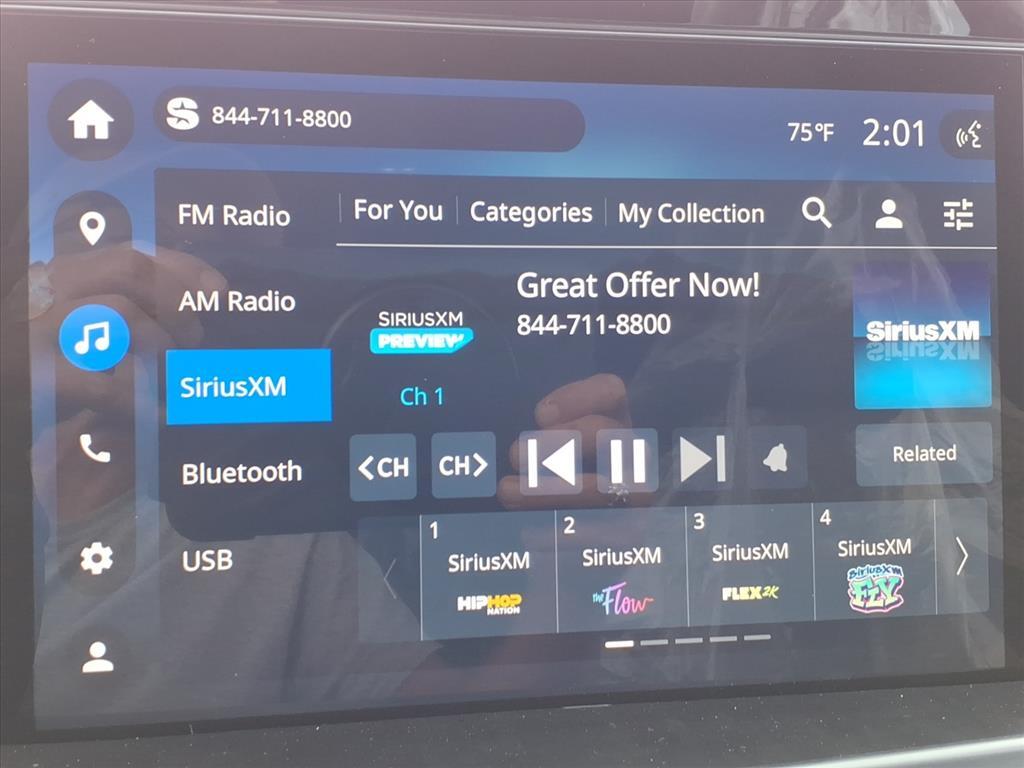 844-711-8800
75°F 2:01
FM Radio
For You
Categories
My Collection
AM Radio
SIRIUSXM
PREVIEW
Ch 1
Great Offer Now!
844-711-8800
SiriusXM
SiriusXM
Bluetooth
<CH
CH>
Related
USB
1
SiriusXM
HIPHOP
NATION
2
SiriusXM
the Flow
3
SiriusXM
FLEX2K
4
SiriusXM
SiriusXM
FLY